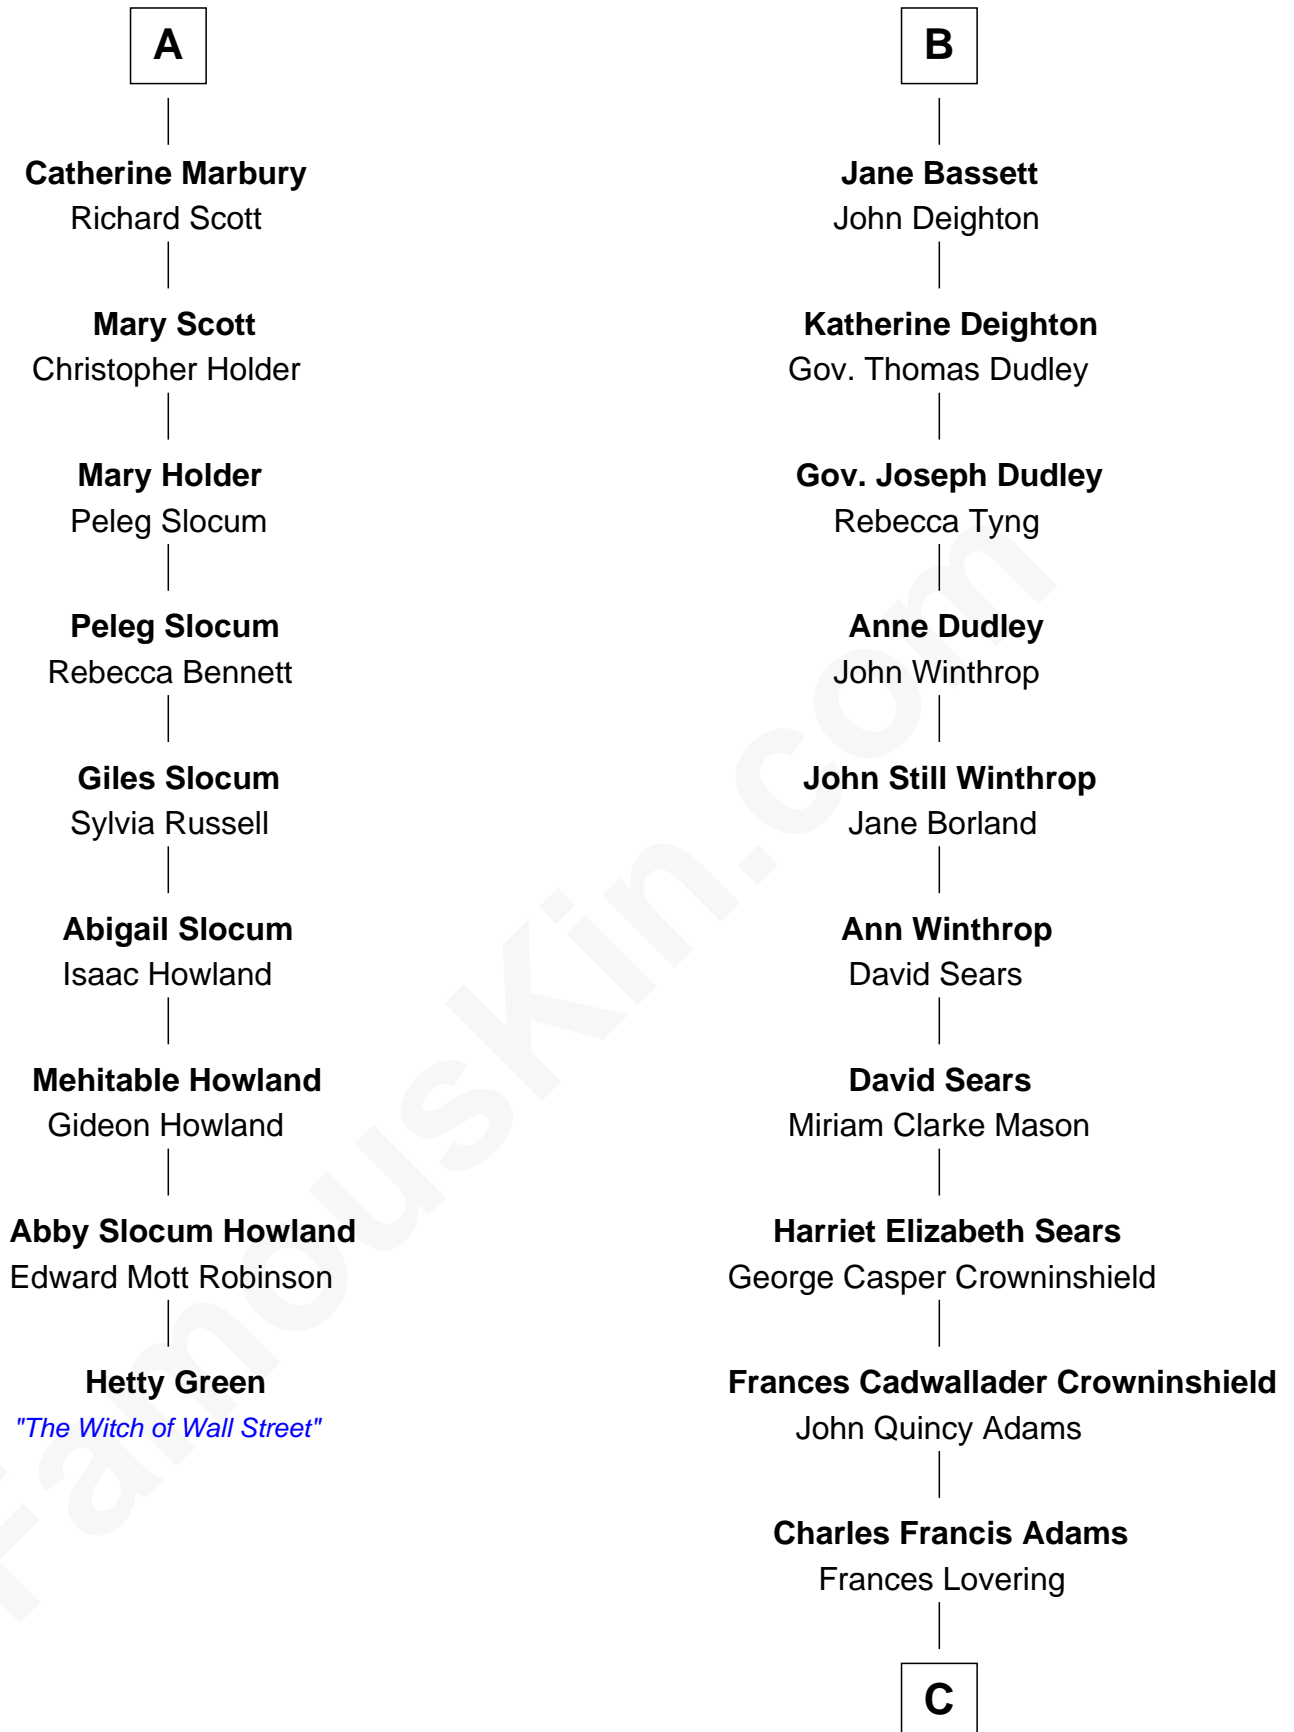 A
Catherine Marbury
Richard Scott
Mary Scott
Christopher Holder
Mary Holder
Peleg Slocum
Peleg Slocum
Rebecca Bennett
Giles Slocum
Sylvia Russell
Abigail Slocum
Isaac Howland
Mehitable Howland
Gideon Howland
Abby Slocum Howland
Edward Mott Robinson
Hetty Green
"The Witch of Wall Street"
B
Jane Bassett
John Deighton
Katherine Deighton
Gov. Thomas Dudley
Gov. Joseph Dudley
Rebecca Tyng
Anne Dudley
John Winthrop
John Still Winthrop
Jane Borland
Ann Winthrop
David Sears
David Sears
Miriam Clarke Mason
Harriet Elizabeth Sears
George Casper Crowninshield
Frances Cadwallader Crowninshield
John Quincy Adams
Charles Francis Adams
Frances Lovering
C
FamousKin.com